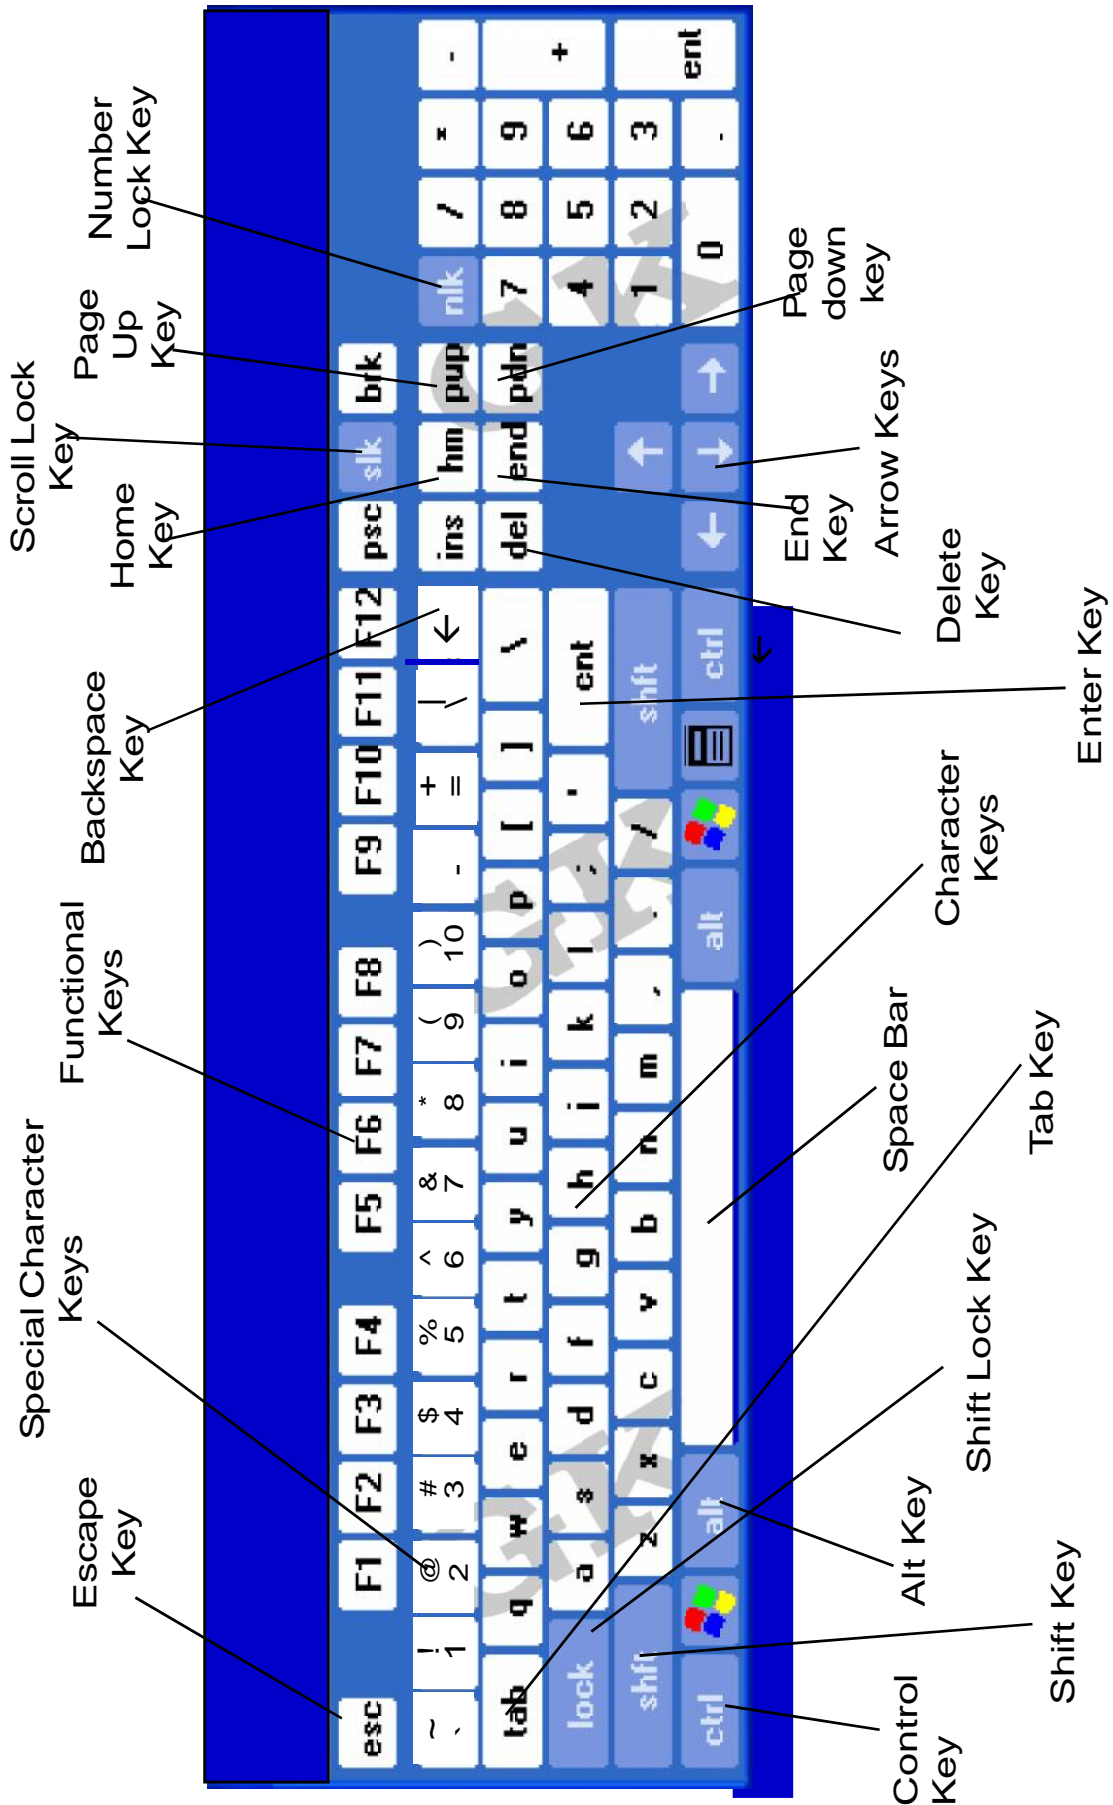 Escape
Key
Special Character
Keys
Functional
Keys
Backspace
Key
Home
Key
Scroll Lock
Key
Page
Up
Key
Number
Lock Key
esc F1 F2 F3 F4 F5 F6 F7 F8 F9 F10 F11 F12 psc slk brk
~ ! @ # $ % ^ & * ( ) - + |
` 1 2 3 4 5 6 7 8 9 10 = \ ← ins hm pup nlk / * -
tab q w e r t y u i o p [ ] \ del end pdn 7 8 9 +
lock a s d f g h j k l ; ' ent 4 5 6
shft z x c v b n m , . / shft ↑ 1 2 3 ent
ctrl alt alt ctrl ← ↓ → 0 .
←
GK GK GK
Control
Key
Shift Key
Alt Key
Shift Lock Key
Tab Key
Space Bar
Character
Keys
Enter Key
Delete
Key
End
Key
Arrow Keys
Page
down
key